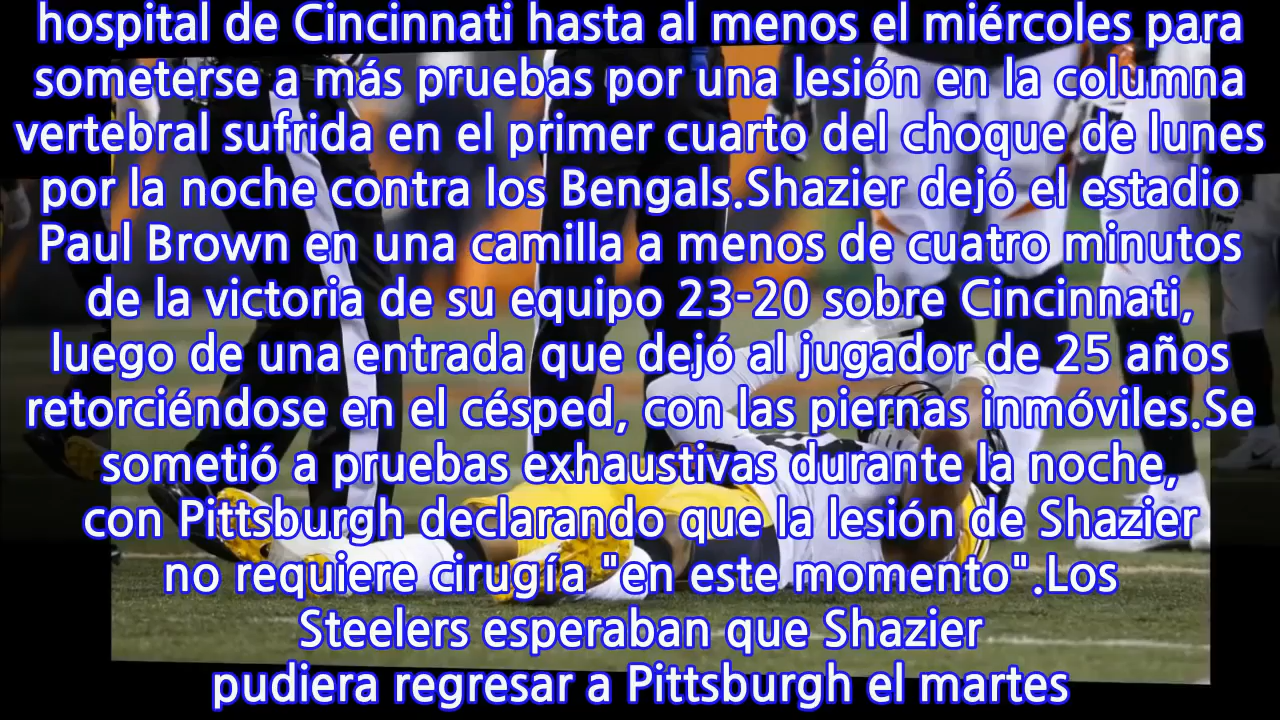 hospital de Cincinnati hasta al menos el miércoles para
someterse a más pruebas por una lesión en la columna
vertebral sufrida en el primer cuarto del choque de lunes
por la noche contra los Bengals.Shazier dejó el estadio
Paul Brown en una camilla a menos de cuatro minutos
de la victoria de su equipo 23-20 sobre Cincinnati,
luego de una entrada que dejó al jugador de 25 años
retorciéndose en el césped, con las piernas inmóviles.Se
sometió a pruebas exhaustivas durante la noche,
con Pittsburgh declarando que la lesión de Shazier
no requiere cirugía "en este momento".Los
Steelers esperaban que Shazier
pudiera regresar a Pittsburgh el martes